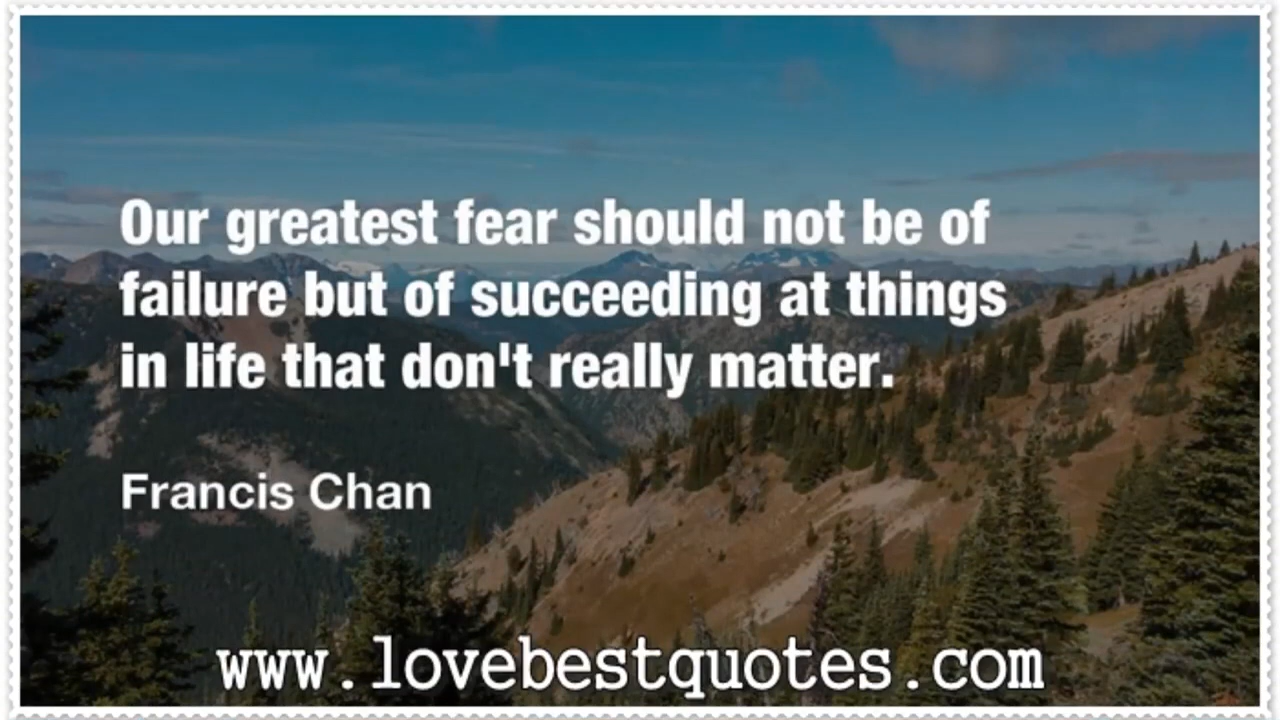 Our greatest fear should not be of
failure but of succeeding at things
in life that don't really matter.
Francis Chan
www.lovebestquotes.com